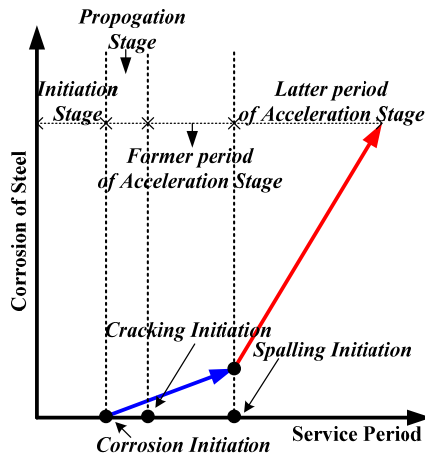 Propogation
Stage
Initiation
Stage
Latter period
of Acceleration Stage
Former period
of Acceleration Stage
Corrosion of Steel
Cracking Initiation
Spalling Initiation
Corrosion Initiation
Service Period